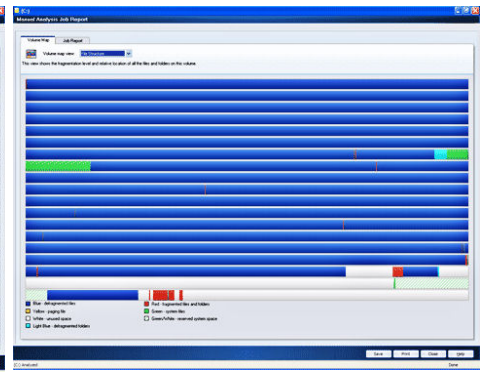 (C:)
Manual Analysis Job Report
Volume Map Job Report
Volume map view: File Structure
This view shows the fragmentation level and relative location of all the files and folders on the volume.
Blue - defragmented files Red - fragmented files and folders
Yellow - paging file Green - system files
White - unused space Green/White - reserved system space
Light Blue - defragmented folders
Save Print Close Help
(C:) Analyzed Done